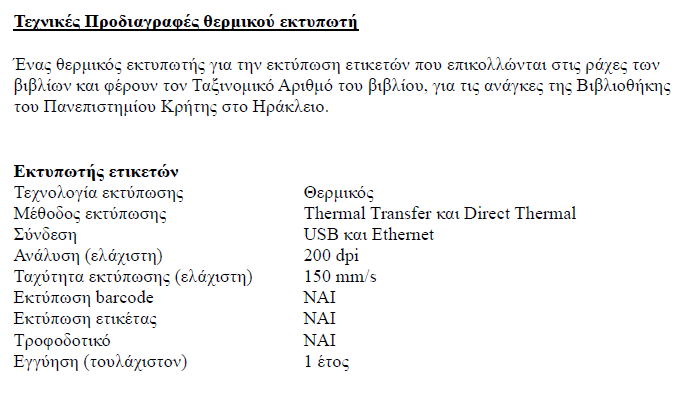 Τεχνικές Προδιαγραφές θερμικού εκτυπωτή
Ένας θερμικός εκτυπωτής για την εκτύπωση ετικετών που επικολλώνται στις ράχες των
βιβλίων και φέρουν τον Ταξινομικό Αριθμό του βιβλίου, για τις ανάγκες της Βιβλιοθήκης
του Πανεπιστημίου Κρήτης στο Ηράκλειο.
Εκτυπωτής ετικετών
Τεχνολογία εκτύπωσης Θερμικός
Μέθοδος εκτύπωσης Thermal Transfer και Direct Thermal
Σύνδεση USB και Ethernet
Ανάλυση (ελάχιστη) 200 dpi
Ταχύτητα εκτύπωσης (ελάχιστη) 150 mm/s
Εκτύπωση barcode ΝΑΙ
Εκτύπωση ετικέτας ΝΑΙ
Τροφοδοτικό ΝΑΙ
Εγγύηση (τουλάχιστον) 1 έτος